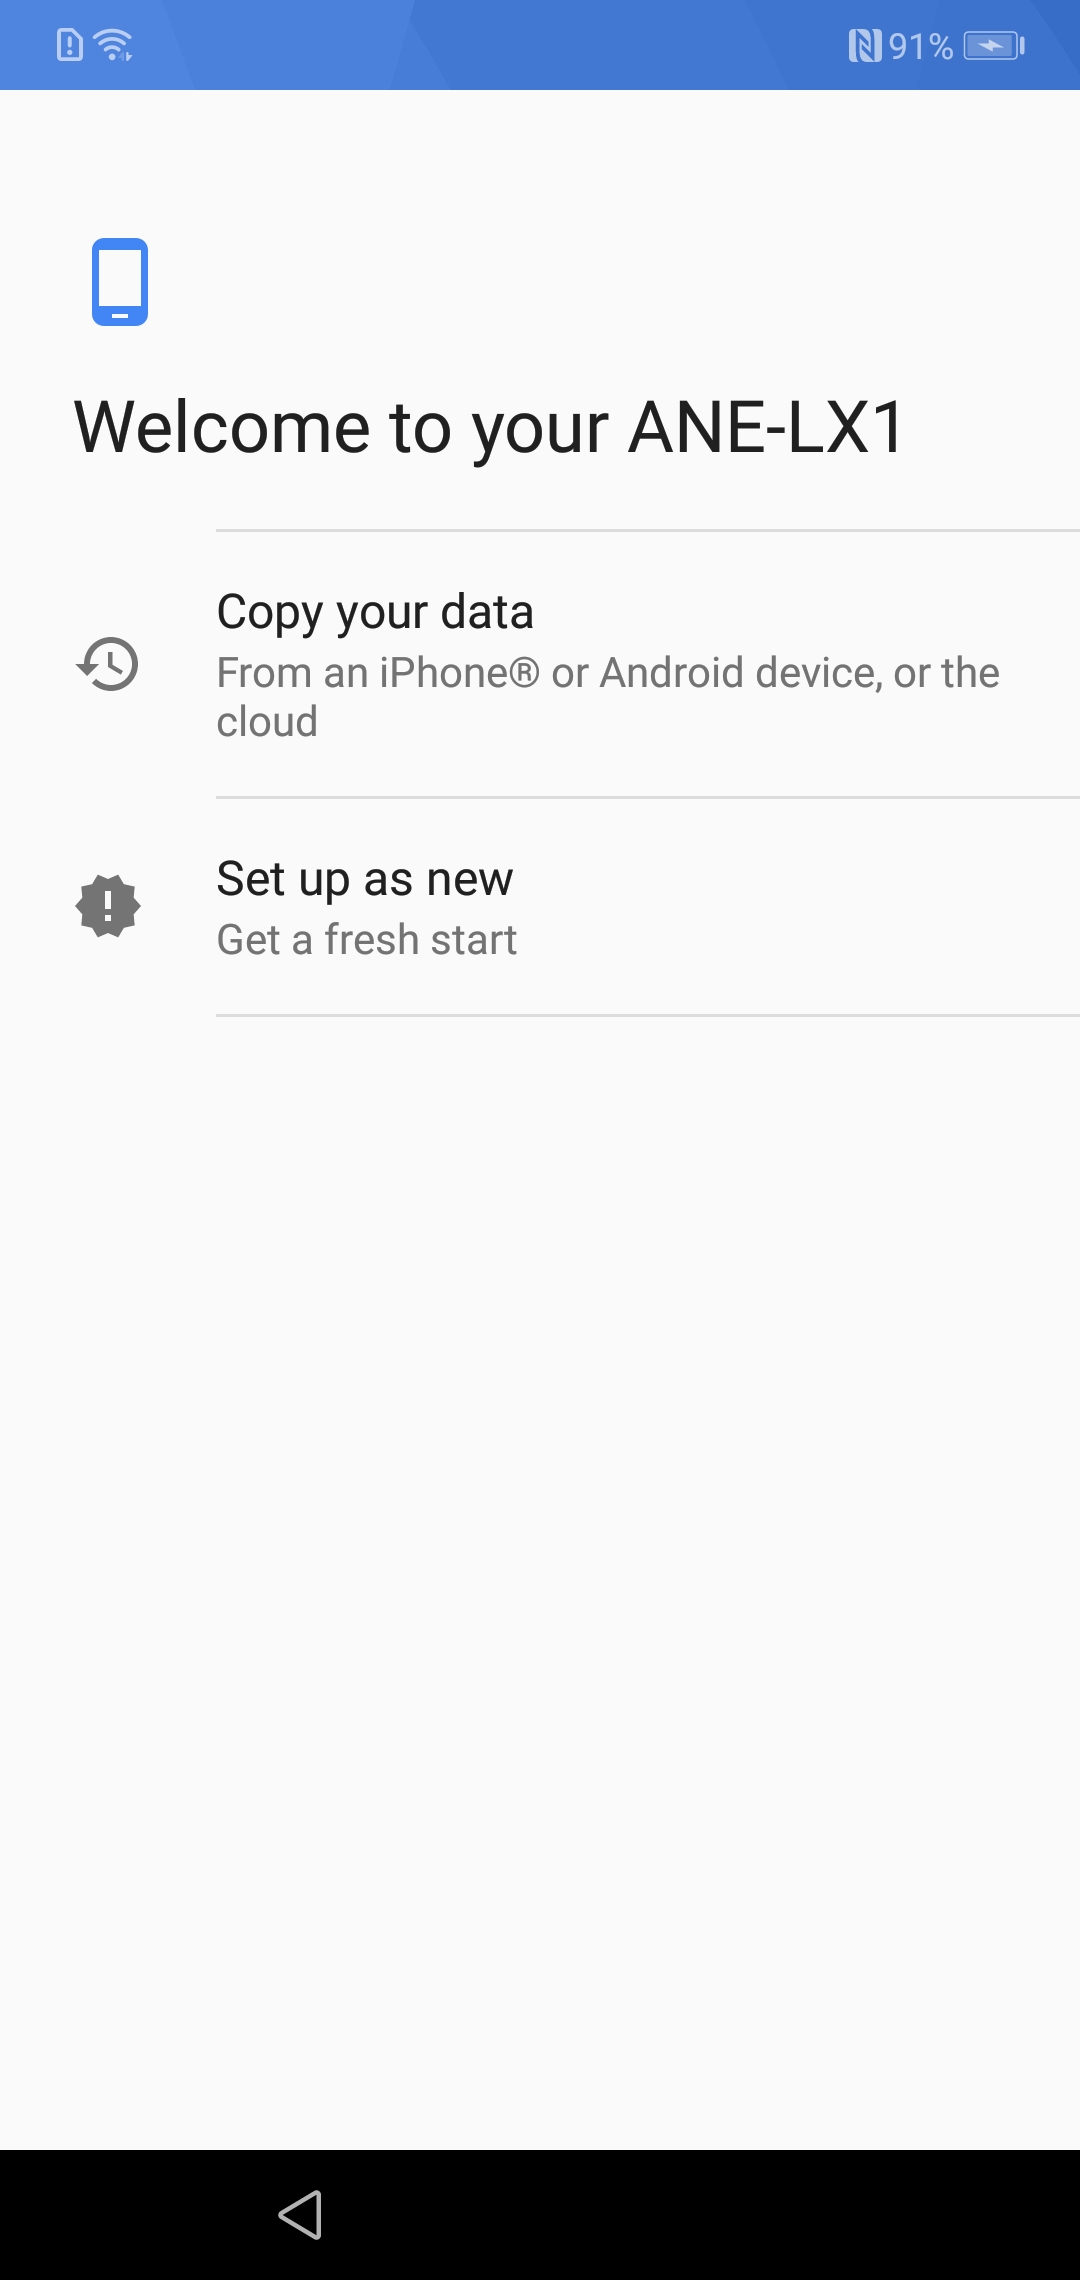 91%
Welcome to your ANE-LX1
Copy your data
From an iPhone® or Android device, or the
cloud
Set up as new
Get a fresh start